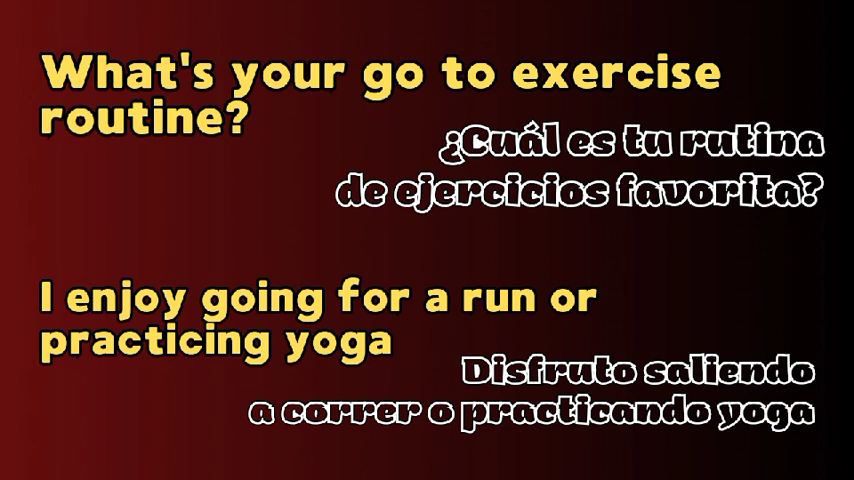 What's your go to exercise
routine?
¿Cuál es tu rutina
de ejercicios favorita?
I enjoy going for a run or
practicing yoga
Disfruto saliendo
a correr o practicando yoga